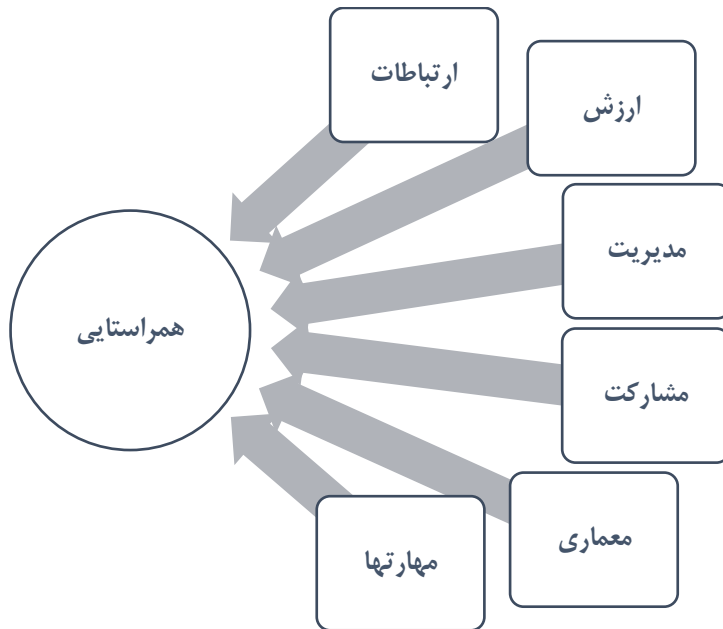 ارتباطات
ارزش
مدیریت
همراستایی
مشارکت
معماری
مهارتها